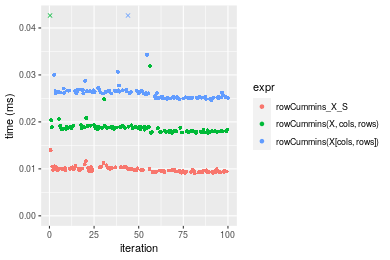 0.04
0.03
0.02
0.01
0.00
time (ms)
0
25
50
75
100
iteration
expr
rowCummins_X_S
rowCummins(X, cols, rows)
rowCummins(X[cols, rows])